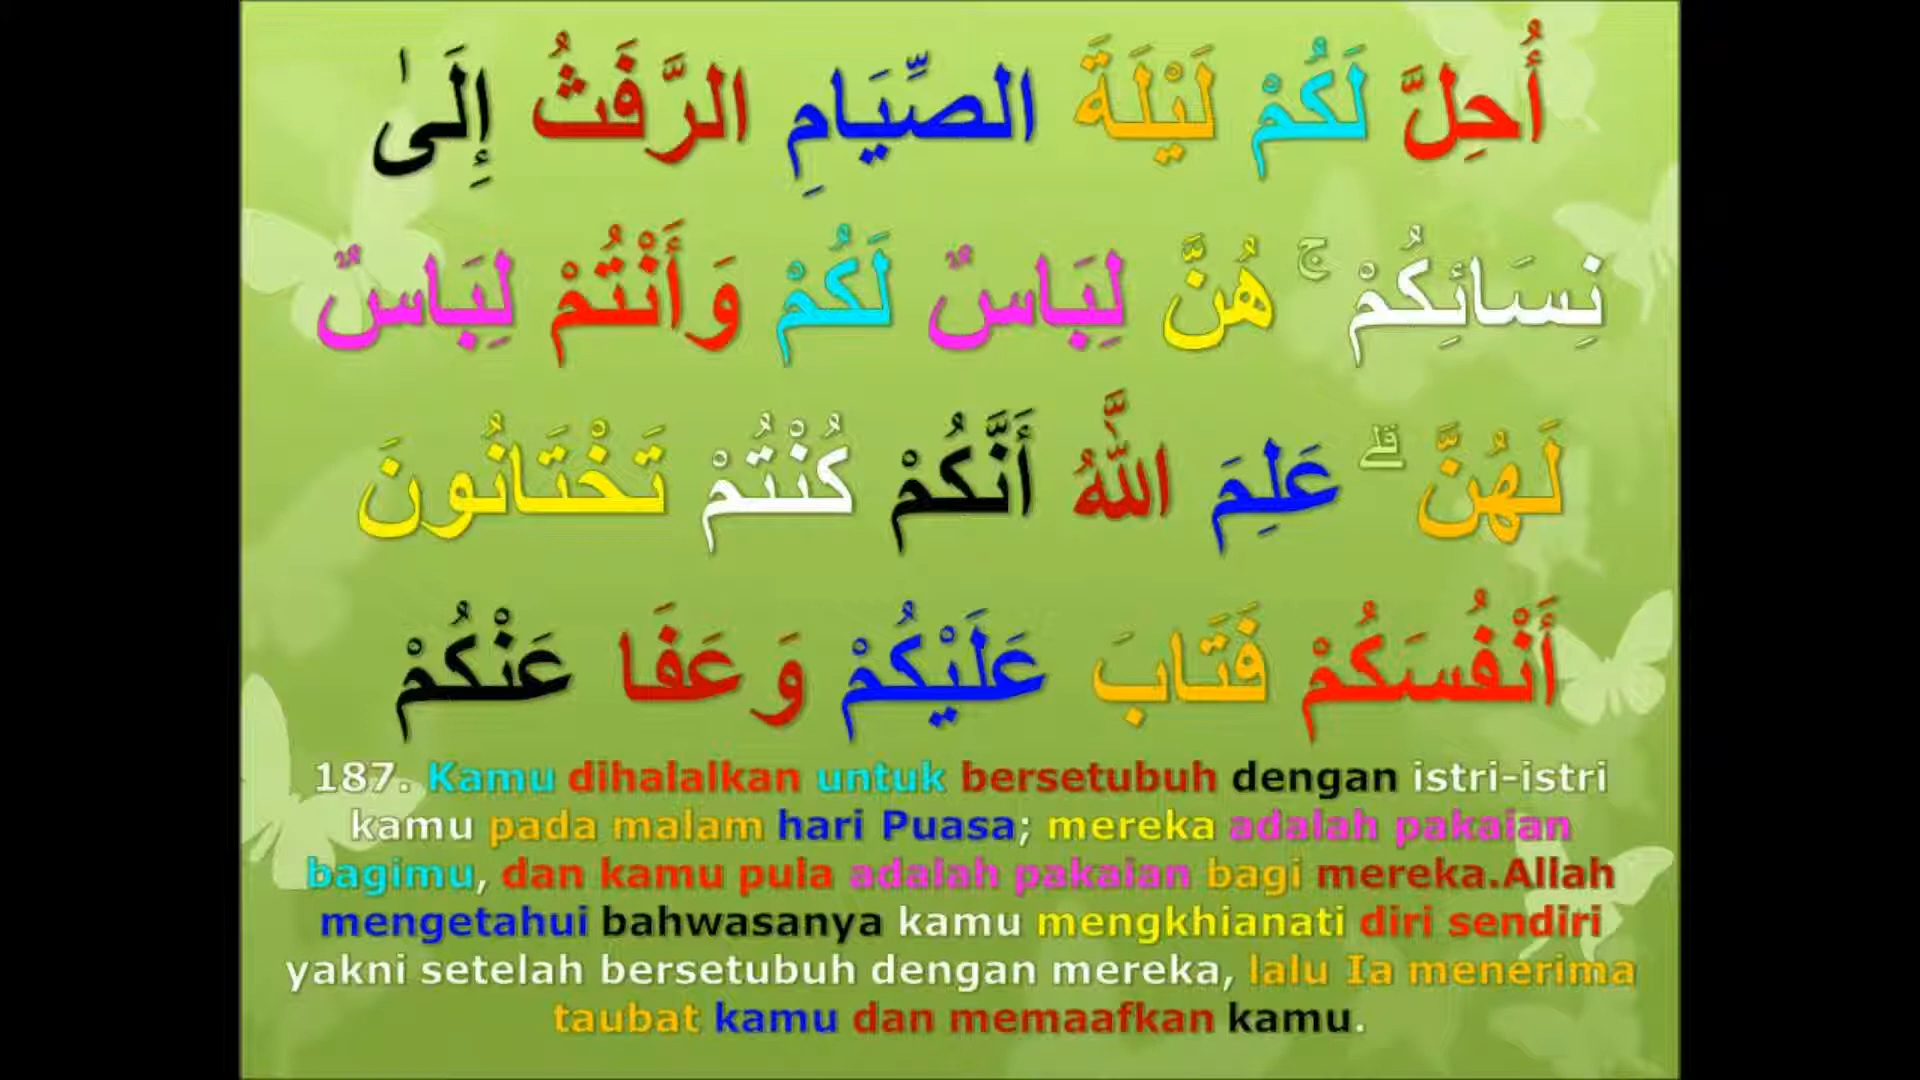 أُحِلَّ لَكُمْ لَيْلَةَ الصِّيَامِ الرَّفَثُ إِلَىٰ
نِسَائِكُمْ ۚ هُنَّ لِبَاسٌ لَكُمْ وَأَنْتُمْ لِبَاسٌ
لَهُنَّ ۗ عَلِمَ اللَّهُ أَنَّكُمْ كُنْتُمْ تَخْتَانُونَ
أَنْفُسَكُمْ فَتَابَ عَلَيْكُمْ وَعَفَا عَنْكُمْ
187. Kamu dihalalkan untuk bersetubuh dengan istri-istri
kamu pada malam hari Puasa; mereka adalah pakaian
bagimu, dan kamu pula adalah pakaian bagi mereka.Allah
mengetahui bahwasanya kamu mengkhianati diri sendiri
yakni setelah bersetubuh dengan mereka, lalu Ia menerima
taubat kamu dan memaafkan kamu.